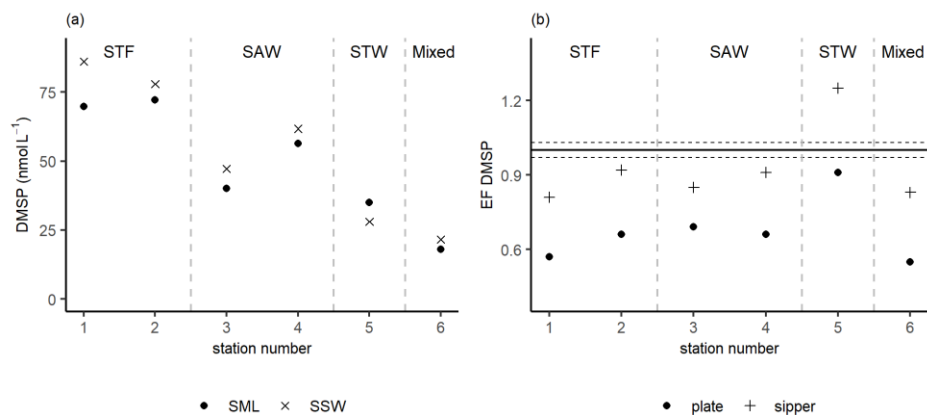 (a)
STF SAW STW Mixed
75
50
25
0
DMSP (nmol L⁻¹)
1 2 3 4 5 6
station number
SML SSW
(b)
STF SAW STW Mixed
1.2
0.9
0.6
EF DMSP
1 2 3 4 5 6
station number
plate sipper